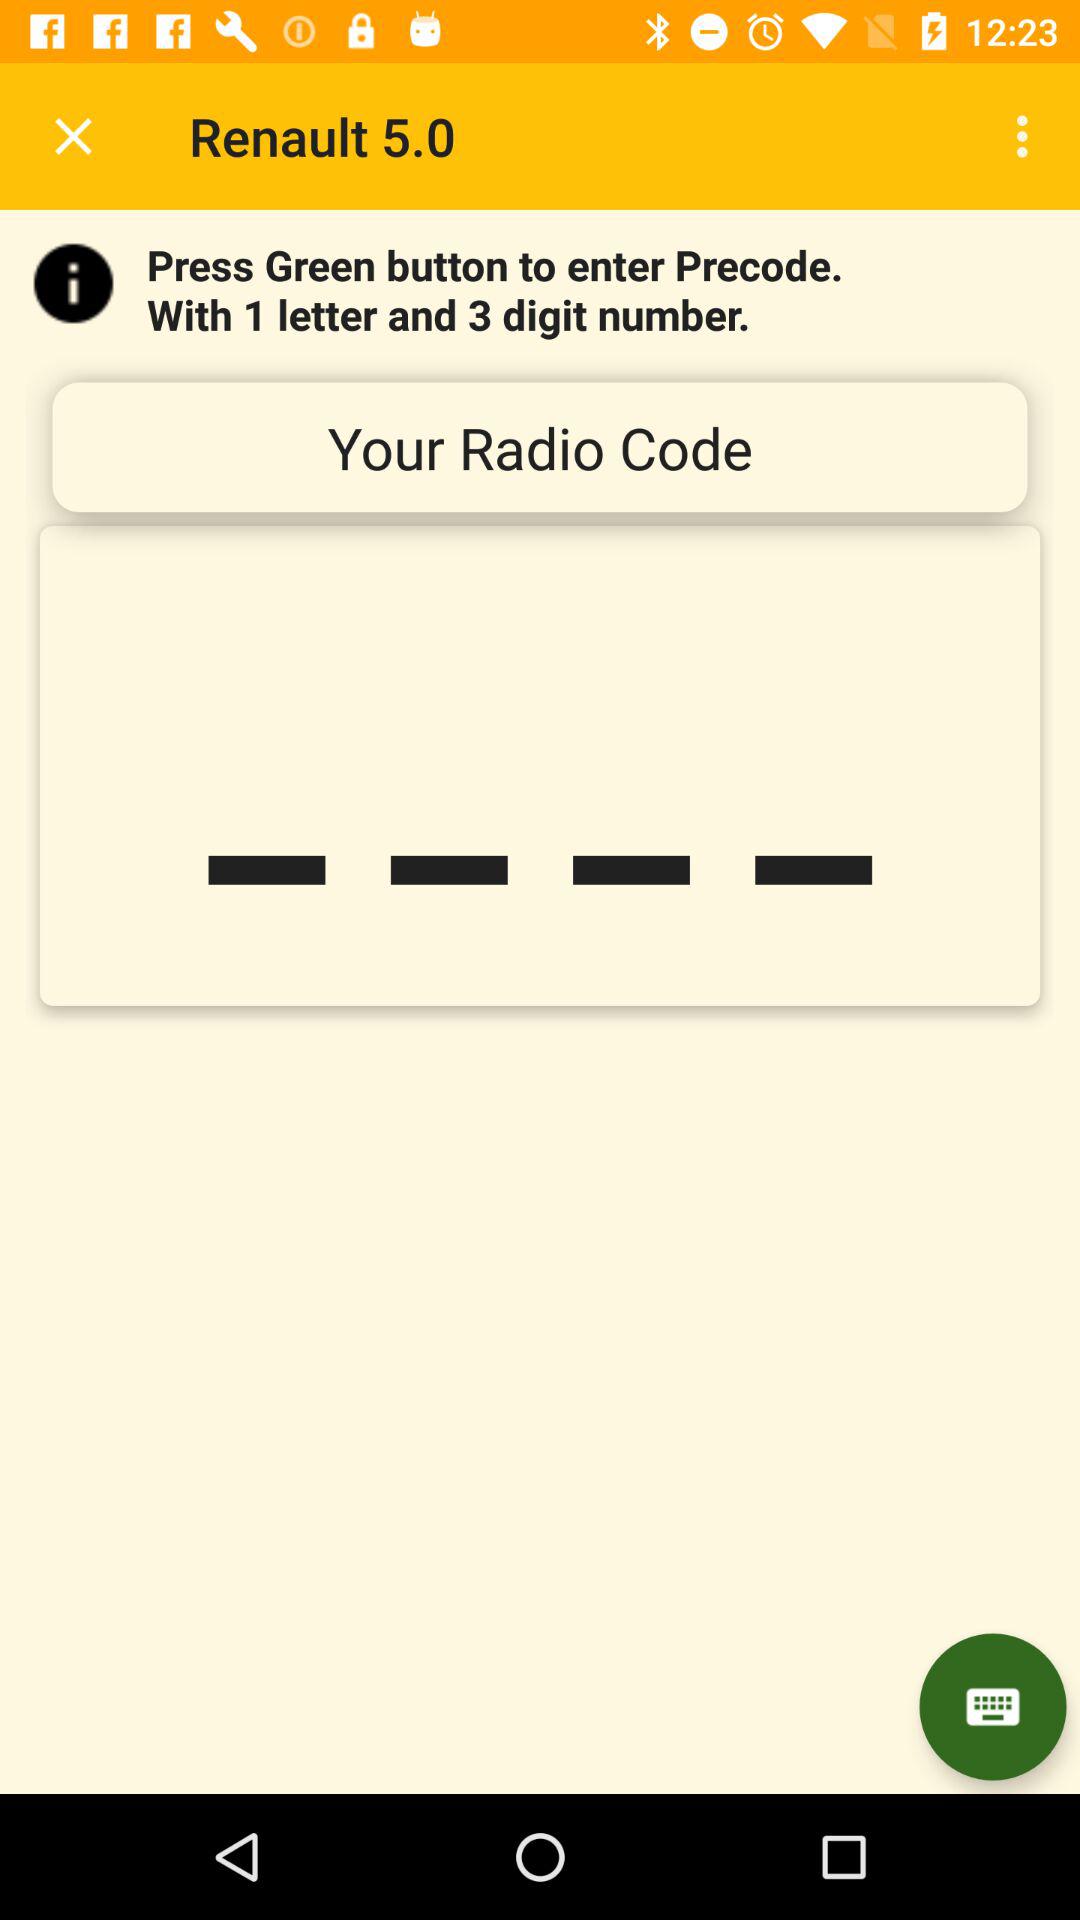 12:23
Renault 5.0
Press Green button to enter Precode.
With 1 letter and 3 digit number.
Your Radio Code
_ _ _ _